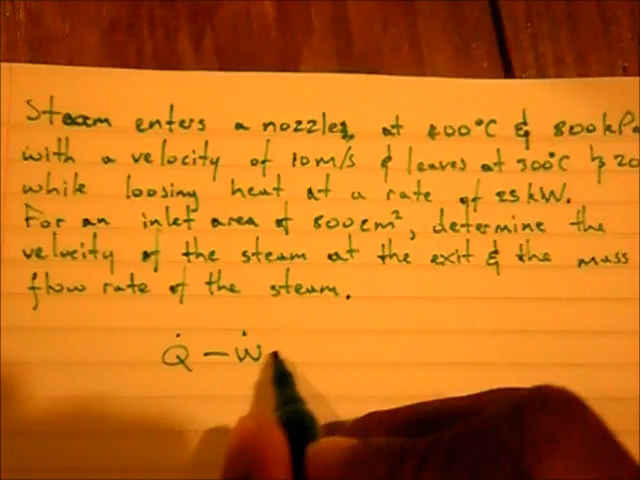 Steam enters a nozzle, at 400°C & 800kPa
with a velocity of 10m/s & leaves at 300°C & 20
while loosing heat at a rate of 25kW.
For an inlet area of 800cm², determine the
velocity of the steam at the exit & the mass
flow rate of the steam.
Q̇ – Ẇ